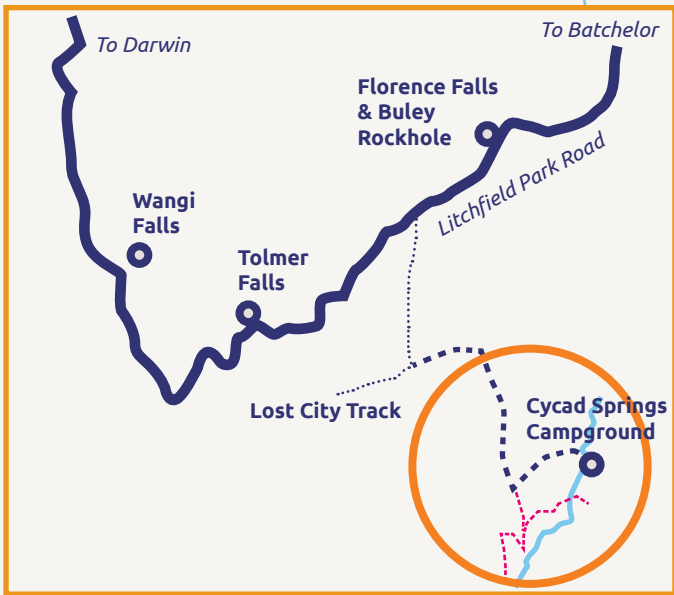 To Darwin
To Batchelor
Florence Falls
& Buley
Rockhole
Litchfield Park Road
Wangi
Falls
Tolmer
Falls
Lost City Track
Cycad Springs
Campground